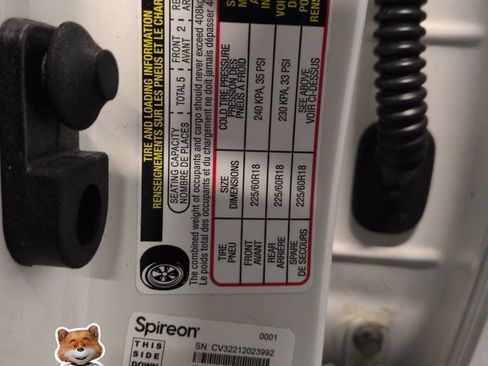 TIRE AND LOADING INFORMATION
RENSEIGNEMENTS SUR LES PNEUS ET LE CHAR
SEATING CAPACITY
NOMBRE DE PLACES
TOTAL 5
FRONT
AVANT 2
The combined weight of occupants and cargo should never exceed 408k
Le poids total des occupants et du chargement ne doit jamais dépasser 4
TIRE
PNEU
SIZE
DIMENSIONS
COLD TIRE PRESSURE
PRESSION DES
PNEUS A FROID
FRONT
AVANT
225/60R18
240 KPA, 35 PSI
REAR
ARRIÈRE
225/60R18
230 KPA, 33 PSI
SPARE
DE SECOURS
225/60R18
SEE ABOVE
VOIR CI-DESSUS
Spireon
0001
SN: CV32212023992
THIS
SIDE
DOWN